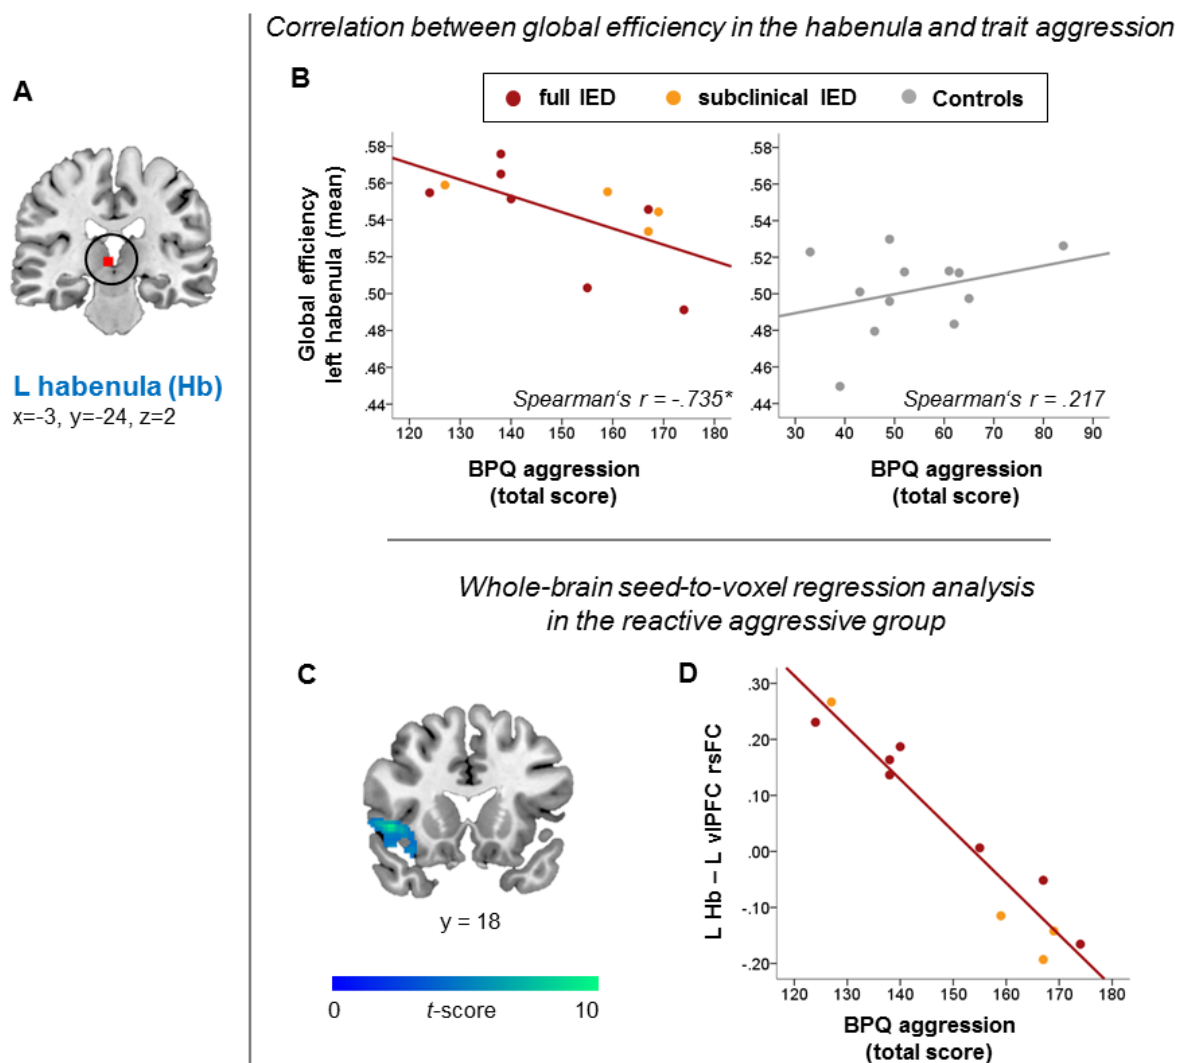 Correlation between global efficiency in the habenula and trait aggression
A
L habenula (Hb)
x=-3, y=-24, z=2
B
full IED
subclinical IED
Controls
Global efficiency
left habenula (mean)
.58
.56
.54
.52
.50
.48
.46
.44
Spearman‘s r = -.735*
120 130 140 150 160 170 180
BPQ aggression
(total score)
.58
.56
.54
.52
.50
.48
.46
.44
Spearman‘s r = .217
30 40 50 60 70 80 90
BPQ aggression
(total score)
Whole-brain seed-to-voxel regression analysis
in the reactive aggressive group
C
y = 18
0 t-score 10
D
L Hb – L vlPFC rsFC
.30
.20
.10
.00
-.10
-.20
120 130 140 150 160 170 180
BPQ aggression
(total score)